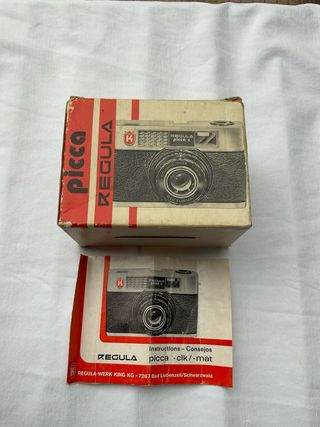 picca
REGULA
K
REGULA
picca c
K
REGULA
Instructions - Consejos
picca -clk/-mat
REGULA-WERK KING KG - 7263 Bad Liebenzell/Schwarzwald